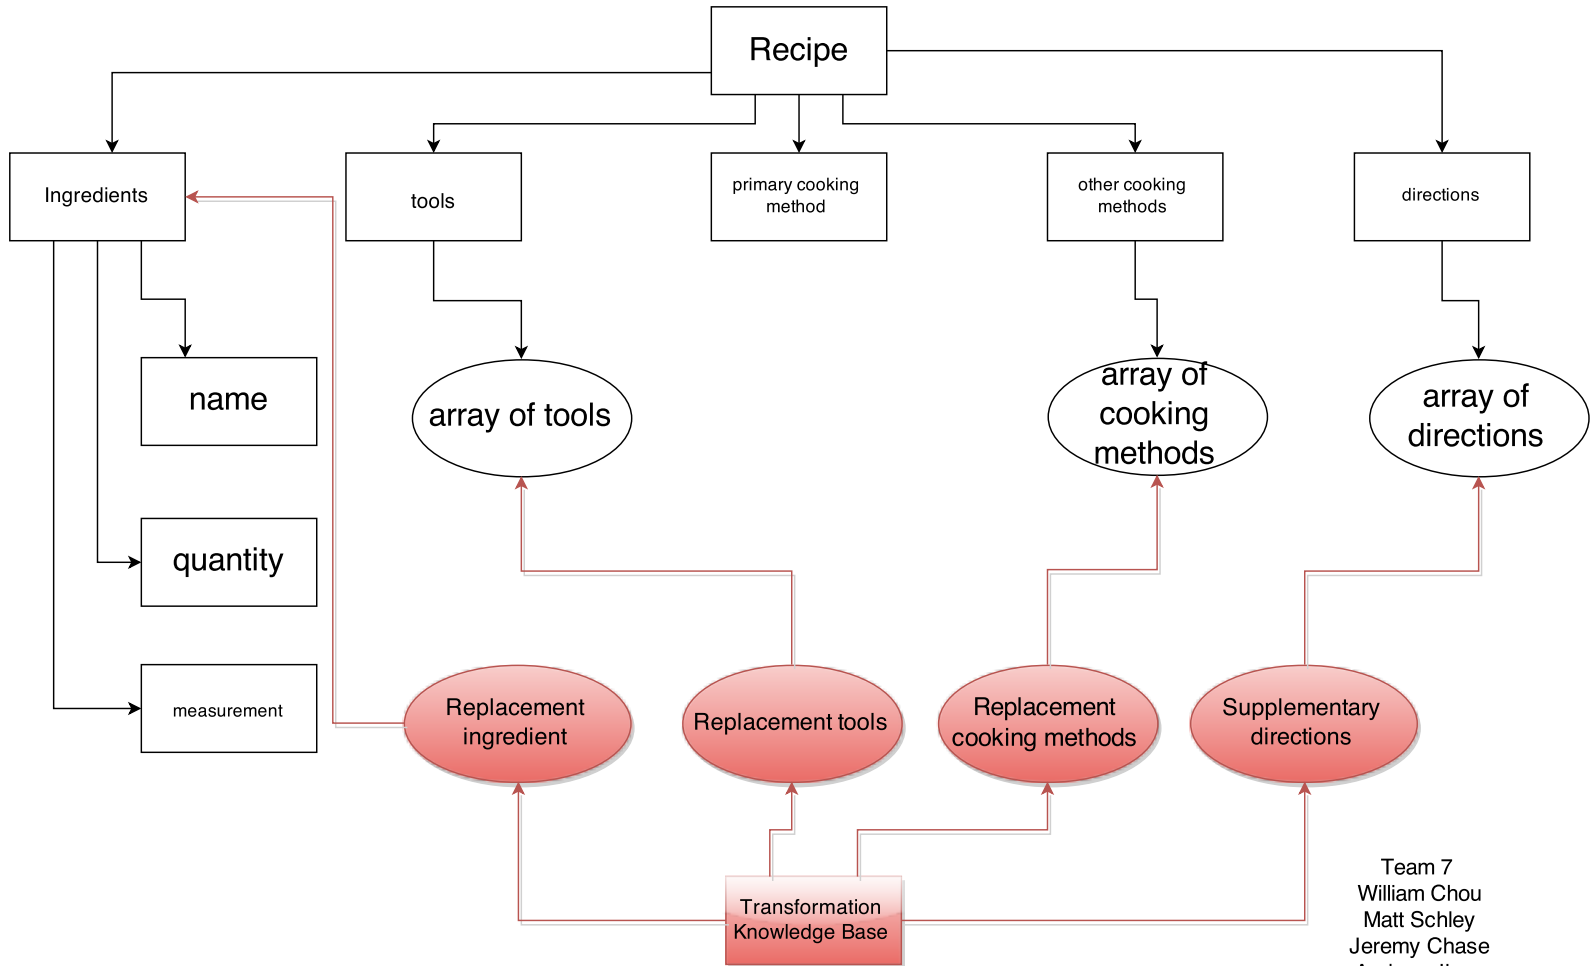 Recipe
Ingredients
tools
primary cooking
method
other cooking
methods
directions
name
array of tools
array of
cooking
methods
array of
directions
quantity
measurement
Replacement
ingredient
Replacement tools
Replacement
cooking methods
Supplementary
directions
Transformation
Knowledge Base
Team 7
William Chou
Matt Schley
Jeremy Chase